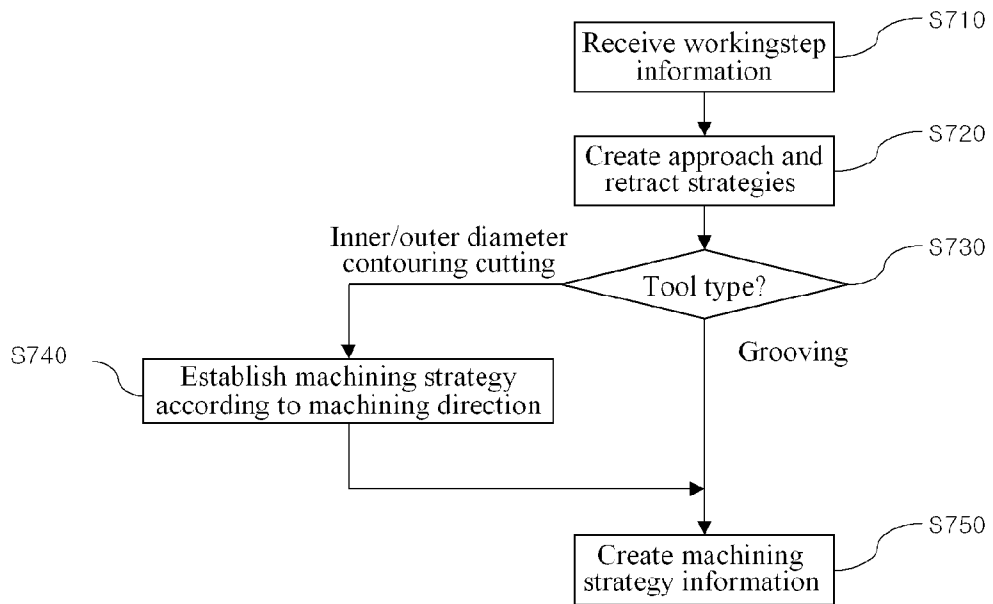 S710
Receive workingstep
information
S720
Create approach and
retract strategies
Inner/outer diameter
contouring cutting
S730
Tool type?
S740
Grooving
Establish machining strategy
according to machining direction
S750
Create machining
strategy information